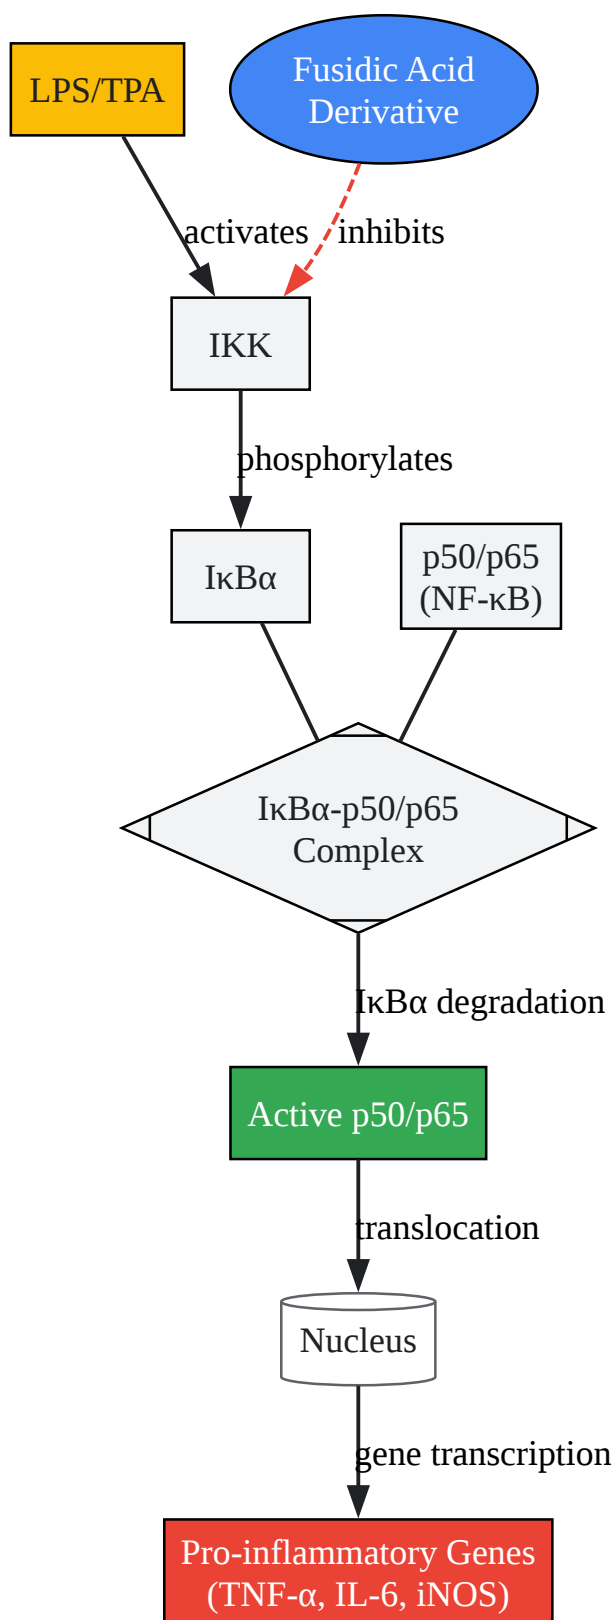 LPS/TPA
Fusidic Acid
Derivative
activates
inhibits
IKK
phosphorylates
IκBα
p50/p65
(NF-κB)
IκBα-p50/p65
Complex
IκBα degradation
Active p50/p65
translocation
Nucleus
gene transcription
Pro-inflammatory Genes
(TNF-α, IL-6, iNOS)